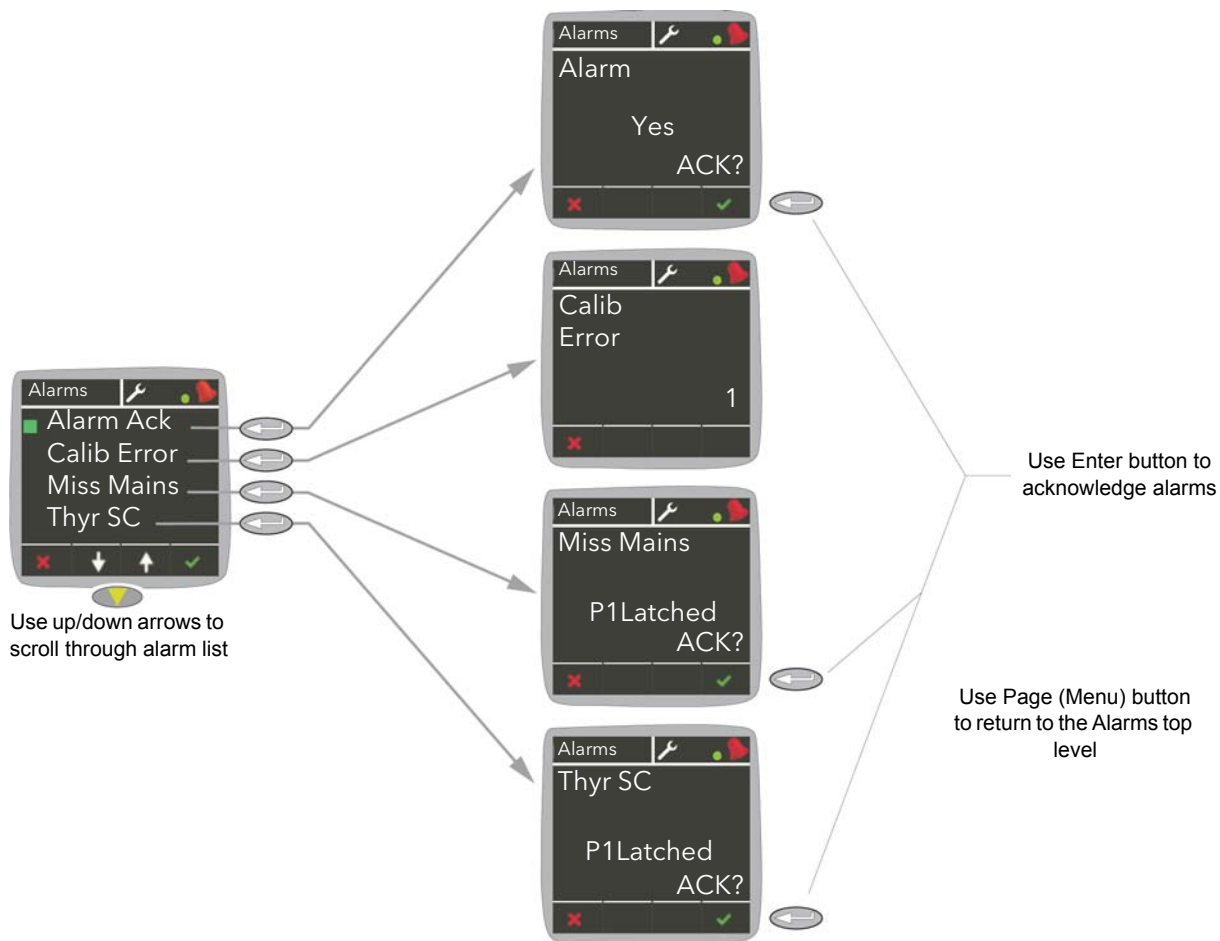 Alarms
Alarm
Yes
ACK?
Alarms
Calib
Error
1
Alarms
Alarm Ack
Calib Error
Miss Mains
Thyr SC
Use up/down arrows to
scroll through alarm list
Use Enter button to
acknowledge alarms
Alarms
Miss Mains
P1Latched
ACK?
Use Page (Menu) button
to return to the Alarms top
level
Alarms
Thyr SC
P1Latched
ACK?